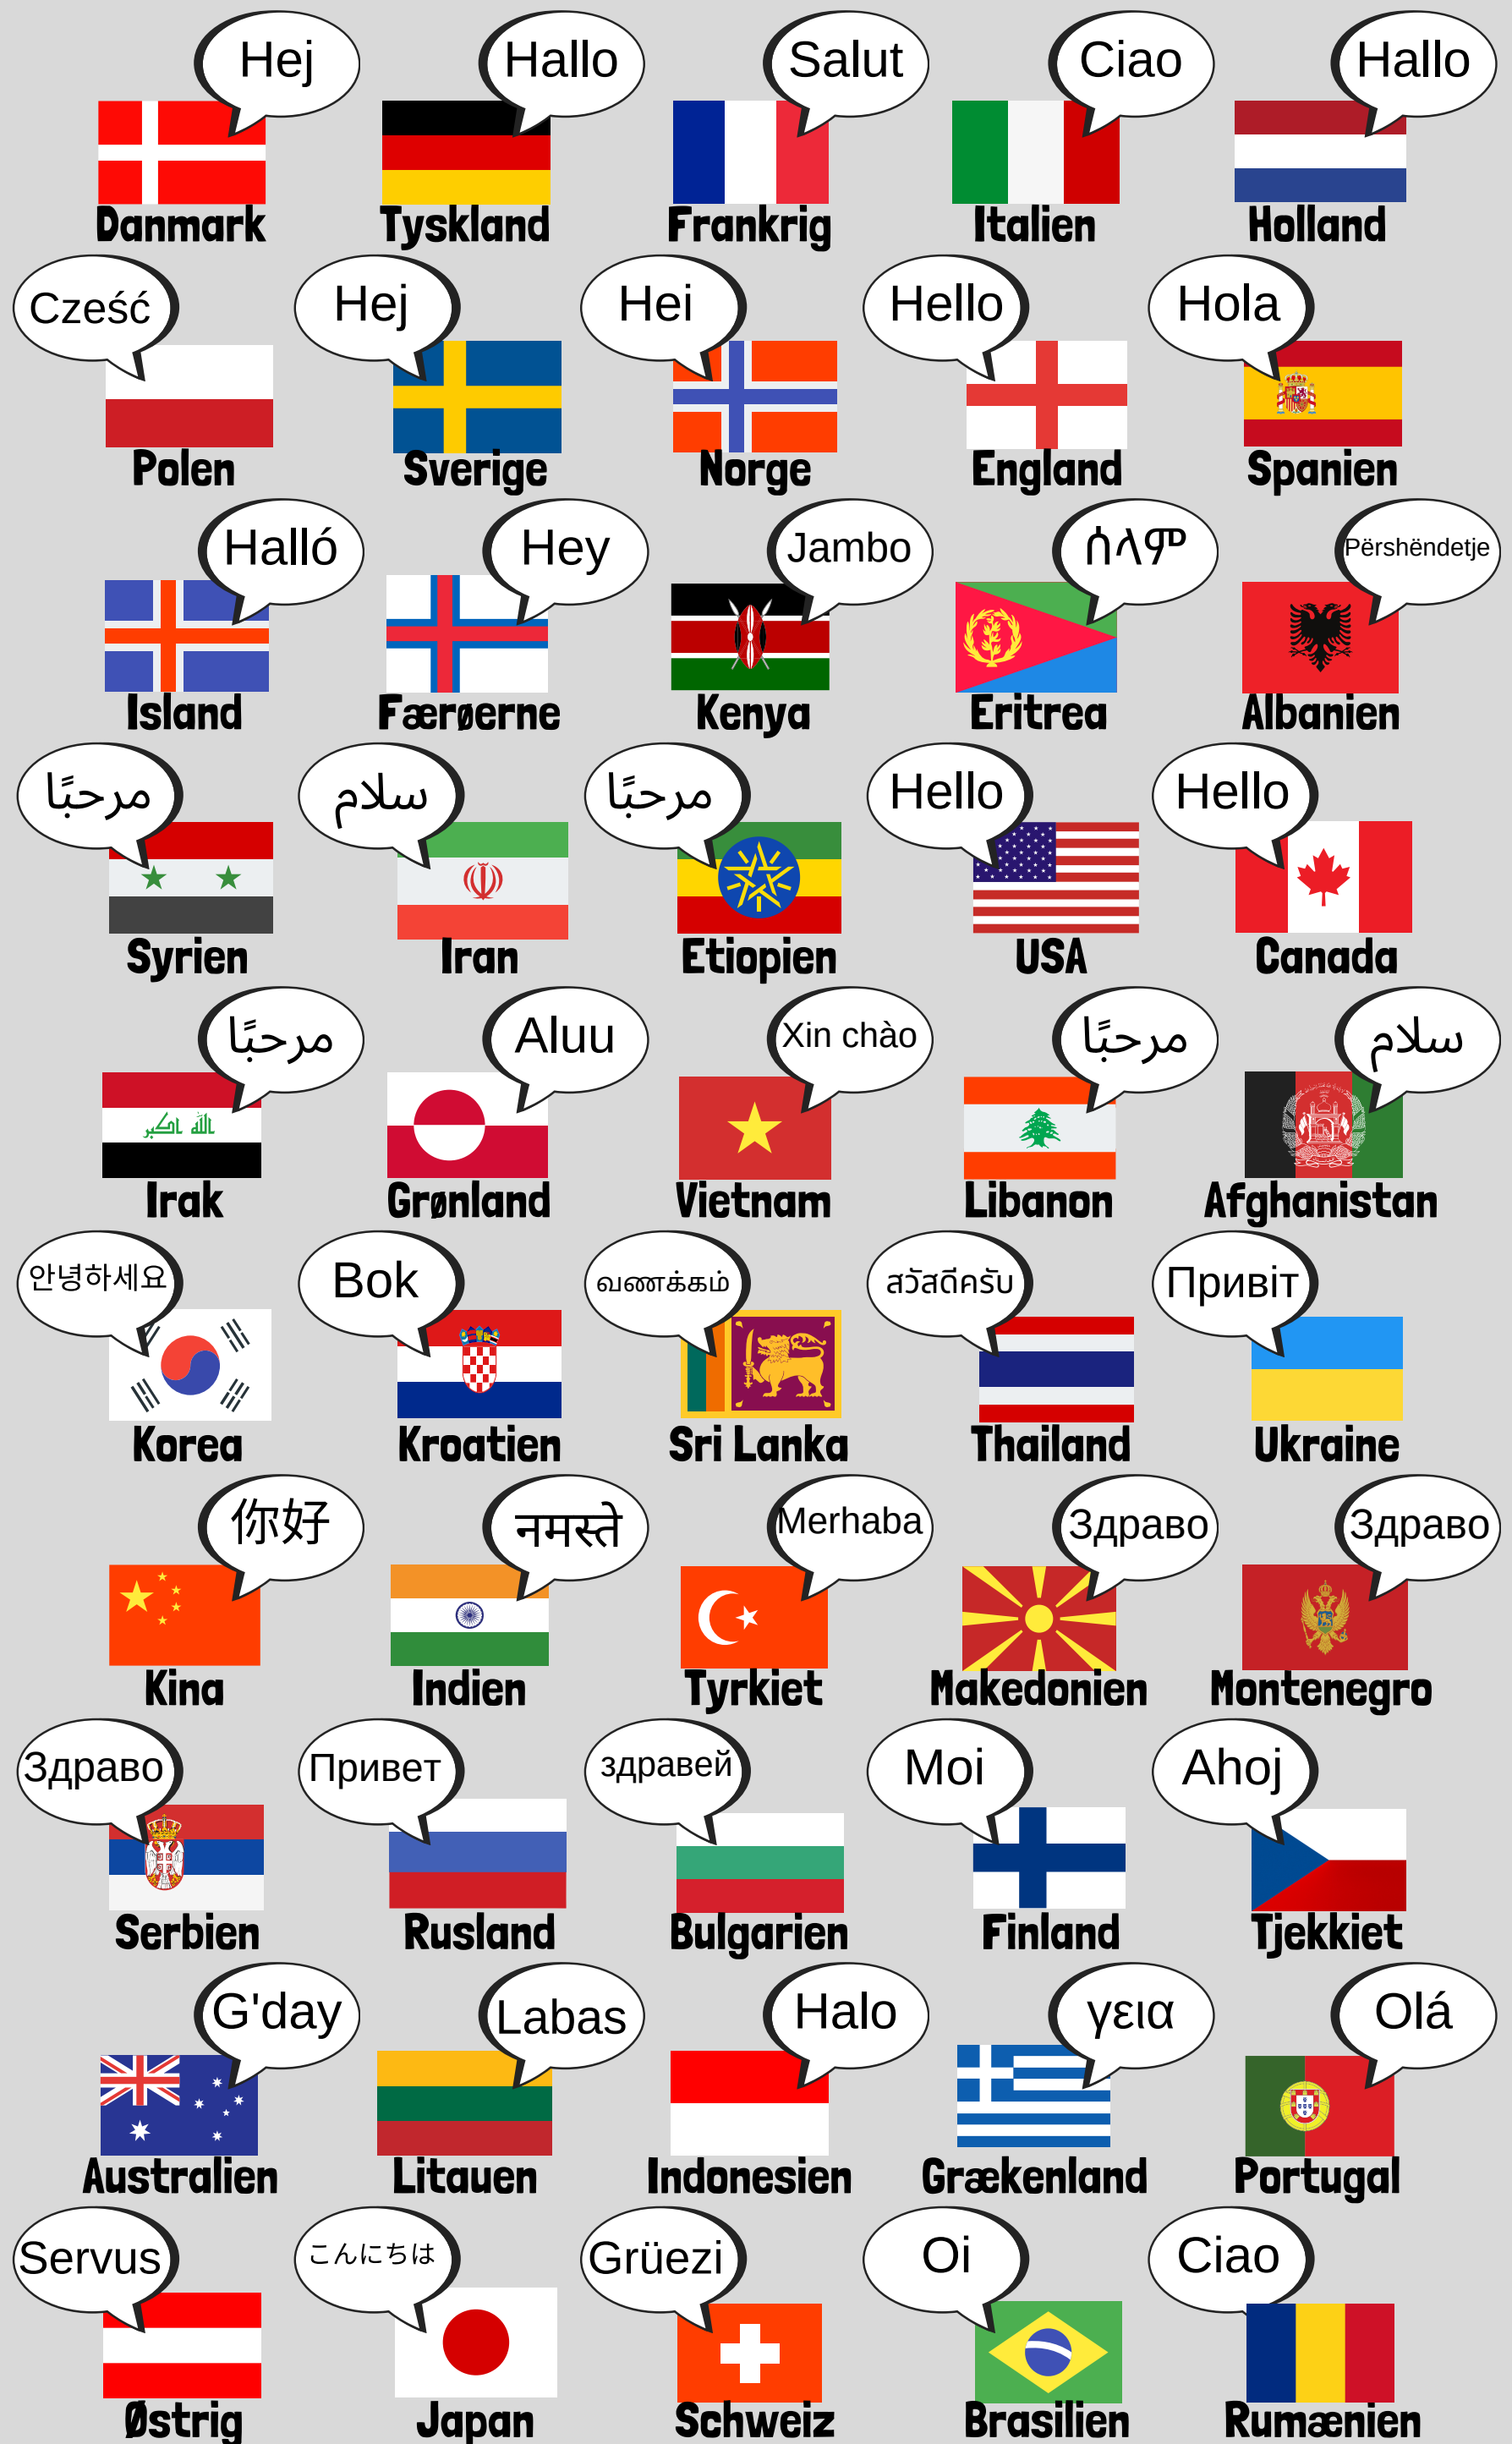 Hej Hallo Salut Ciao Hallo
Danmark Tyskland Frankrig Italien Holland
Cześć Hej Hei Hello Hola
Polen Sverige Norge England Spanien
Halló Hey Jambo ሰላም Përshëndetje
Island Færøerne Kenya Eritrea Albanien
مرحبًا سلام مرحبًا Hello Hello
Syrien Iran Etiopien USA Canada
مرحبًا Aluu Xin chào مرحبًا سلام
الله اكبر
Irak Grønland Vietnam Libanon Afghanistan
안녕하세요 Bok வணக்கம் สวัสดีครับ Привіт
Korea Kroatien Sri Lanka Thailand Ukraine
你好 नमस्ते Merhaba Здраво Здраво
Kina Indien Tyrkiet Makedonien Montenegro
Здраво Привет здравей Moi Ahoj
Serbien Rusland Bulgarien Finland Tjekkiet
G'day Labas Halo γεια Olá
Australien Litauen Indonesien Grækenland Portugal
Servus こんにちは Grüezi Oi Ciao
Østrig Japan Schweiz Brasilien Rumænien